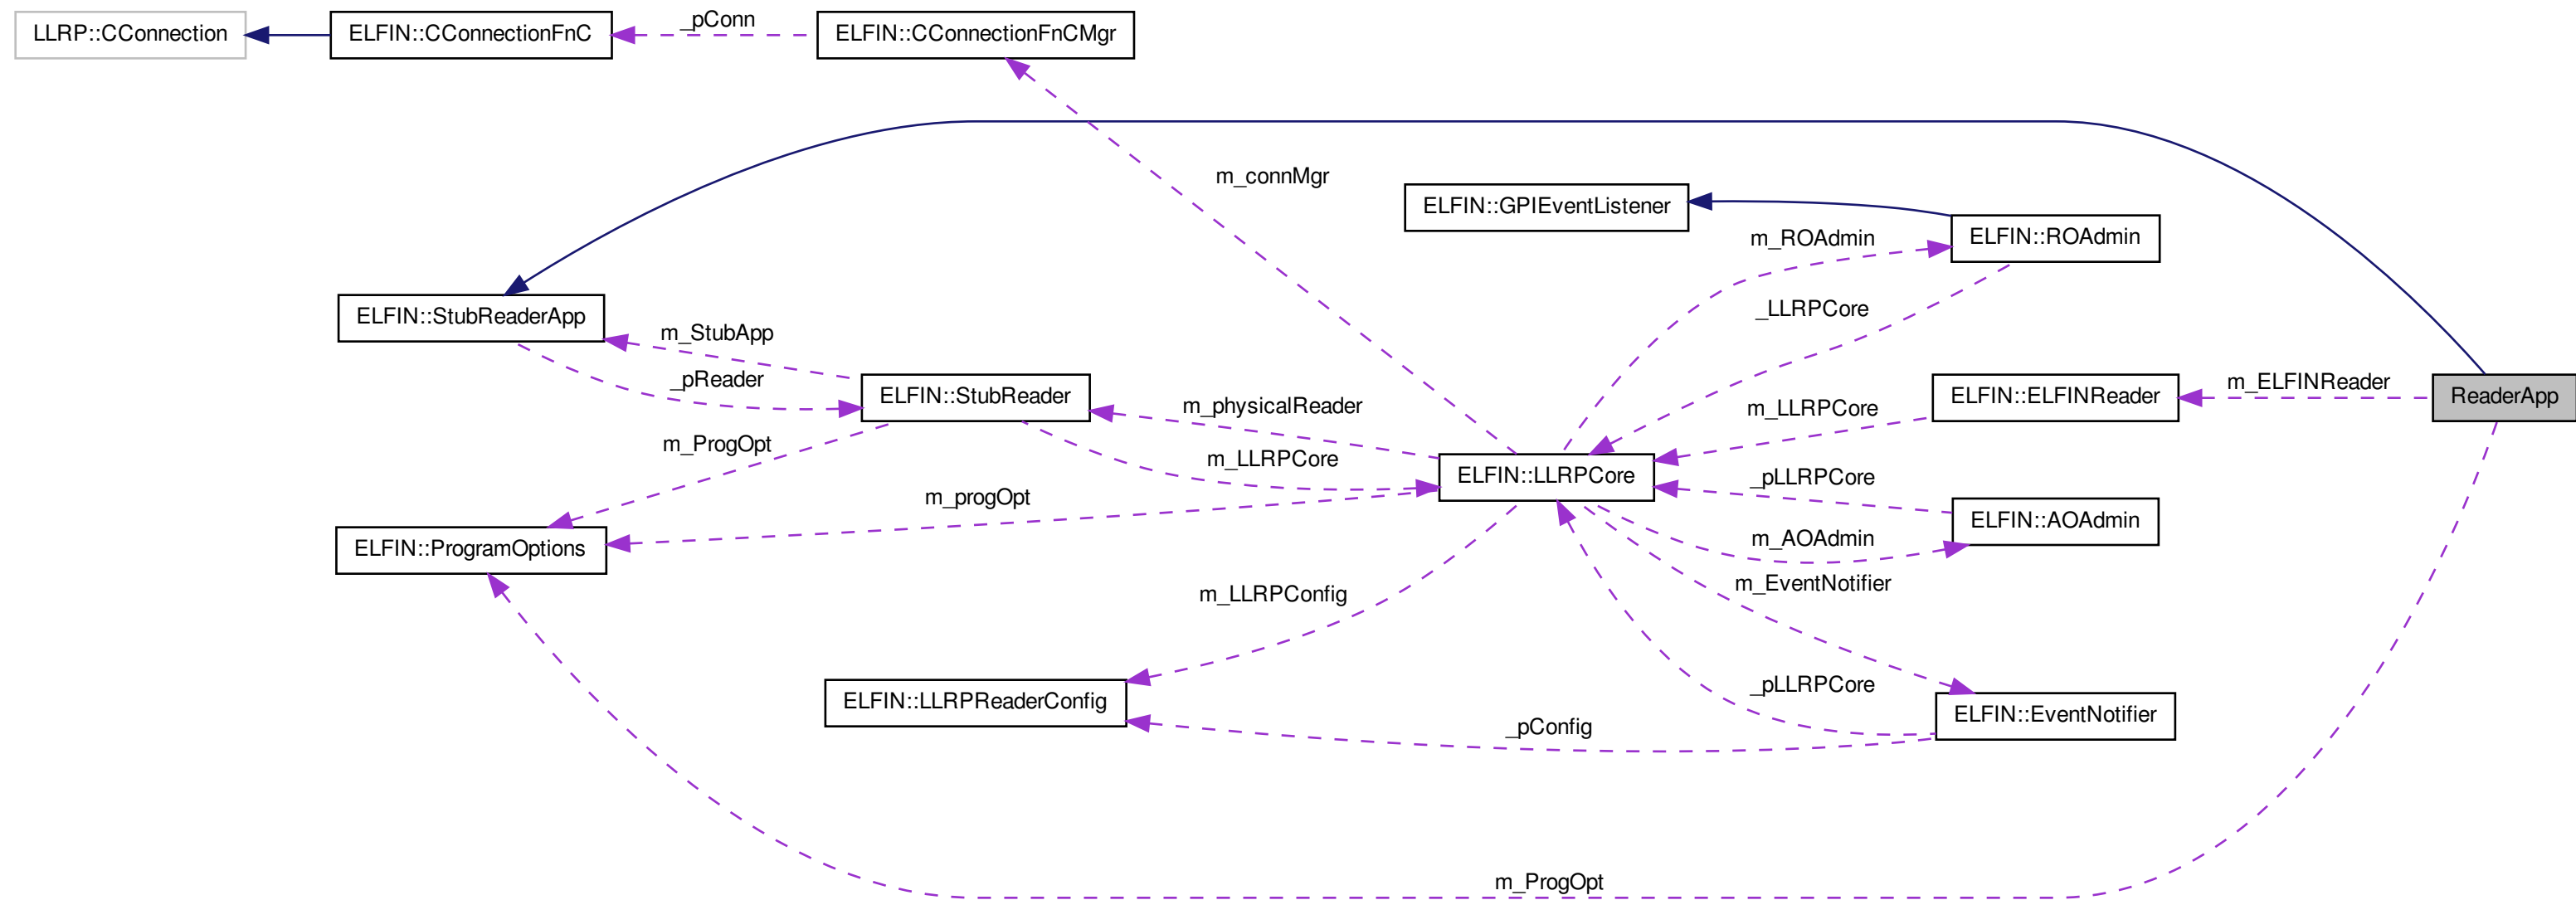 LLRP::CConnection
ELFIN::CConnectionFnC
_pConn
ELFIN::CConnectionFnCMgr
m_connMgr
ELFIN::GPIEventListener
m_ROAdmin
ELFIN::ROAdmin
_LLRPCore
ELFIN::StubReaderApp
m_StubApp
_pReader
ELFIN::StubReader
m_physicalReader
m_LLRPCore
ELFIN::ELFINReader
m_ELFINReader
ReaderApp
m_ProgOpt
m_LLRPCore
ELFIN::LLRPCore
_pLLRPCore
m_progOpt
ELFIN::AOAdmin
m_AOAdmin
ELFIN::ProgramOptions
m_EventNotifier
m_LLRPConfig
_pLLRPCore
ELFIN::LLRPReaderConfig
ELFIN::EventNotifier
_pConfig
m_ProgOpt